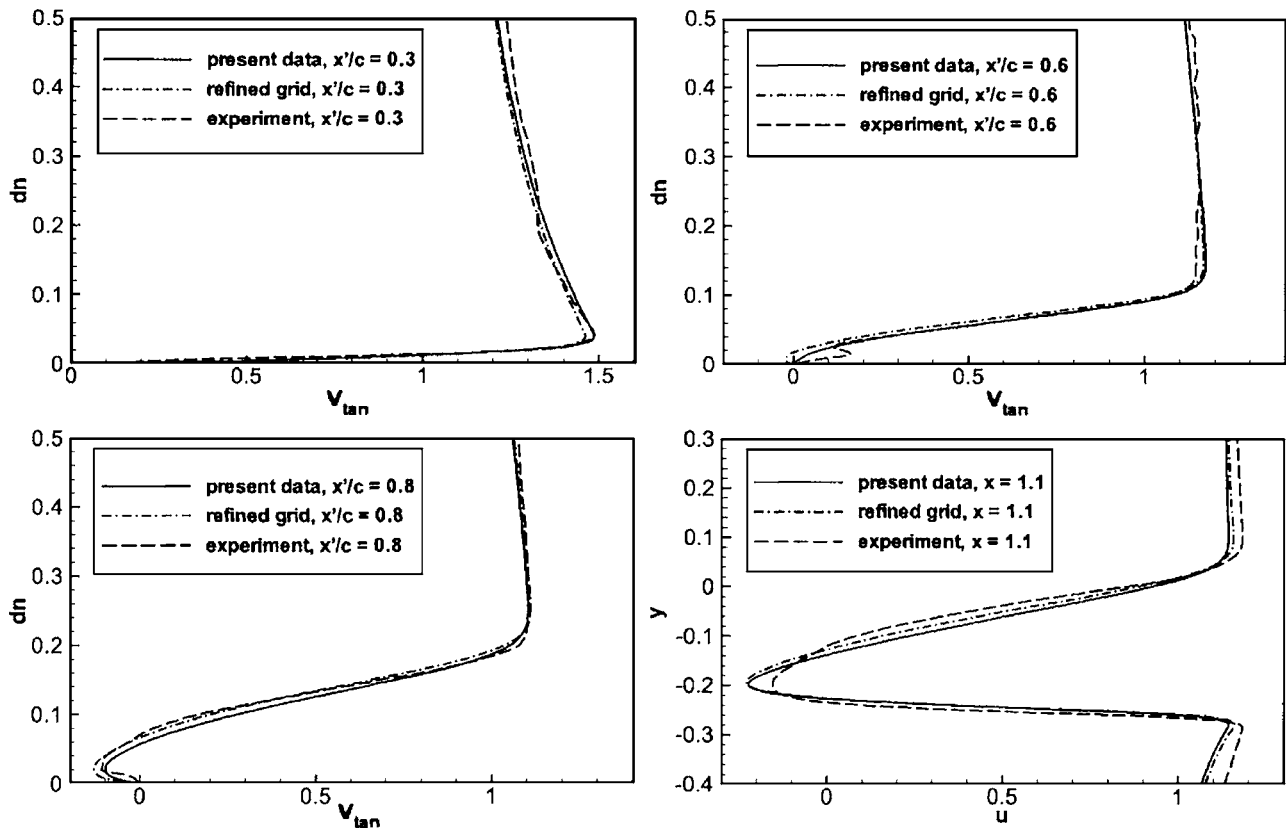 0.5
0.4
0.3
0.2
0.1
0
dn
present data, x'/c = 0.3
refined grid, x'/c = 0.3
experiment, x'/c = 0.3
0 0.5 1 1.5
Vtan
0.5
0.4
0.3
0.2
0.1
0
dn
present data, x'/c = 0.6
refined grid, x'/c = 0.6
experiment, x'/c = 0.6
0 0.5 1
Vtan
0.5
0.4
0.3
0.2
0.1
0
dn
present data, x'/c = 0.8
refined grid, x'/c = 0.8
experiment, x'/c = 0.8
0 0.5 1
Vtan
0.3
0.2
0.1
0
-0.1
-0.2
-0.3
-0.4
y
present data, x = 1.1
refined grid, x = 1.1
experiment, x = 1.1
0 1
u